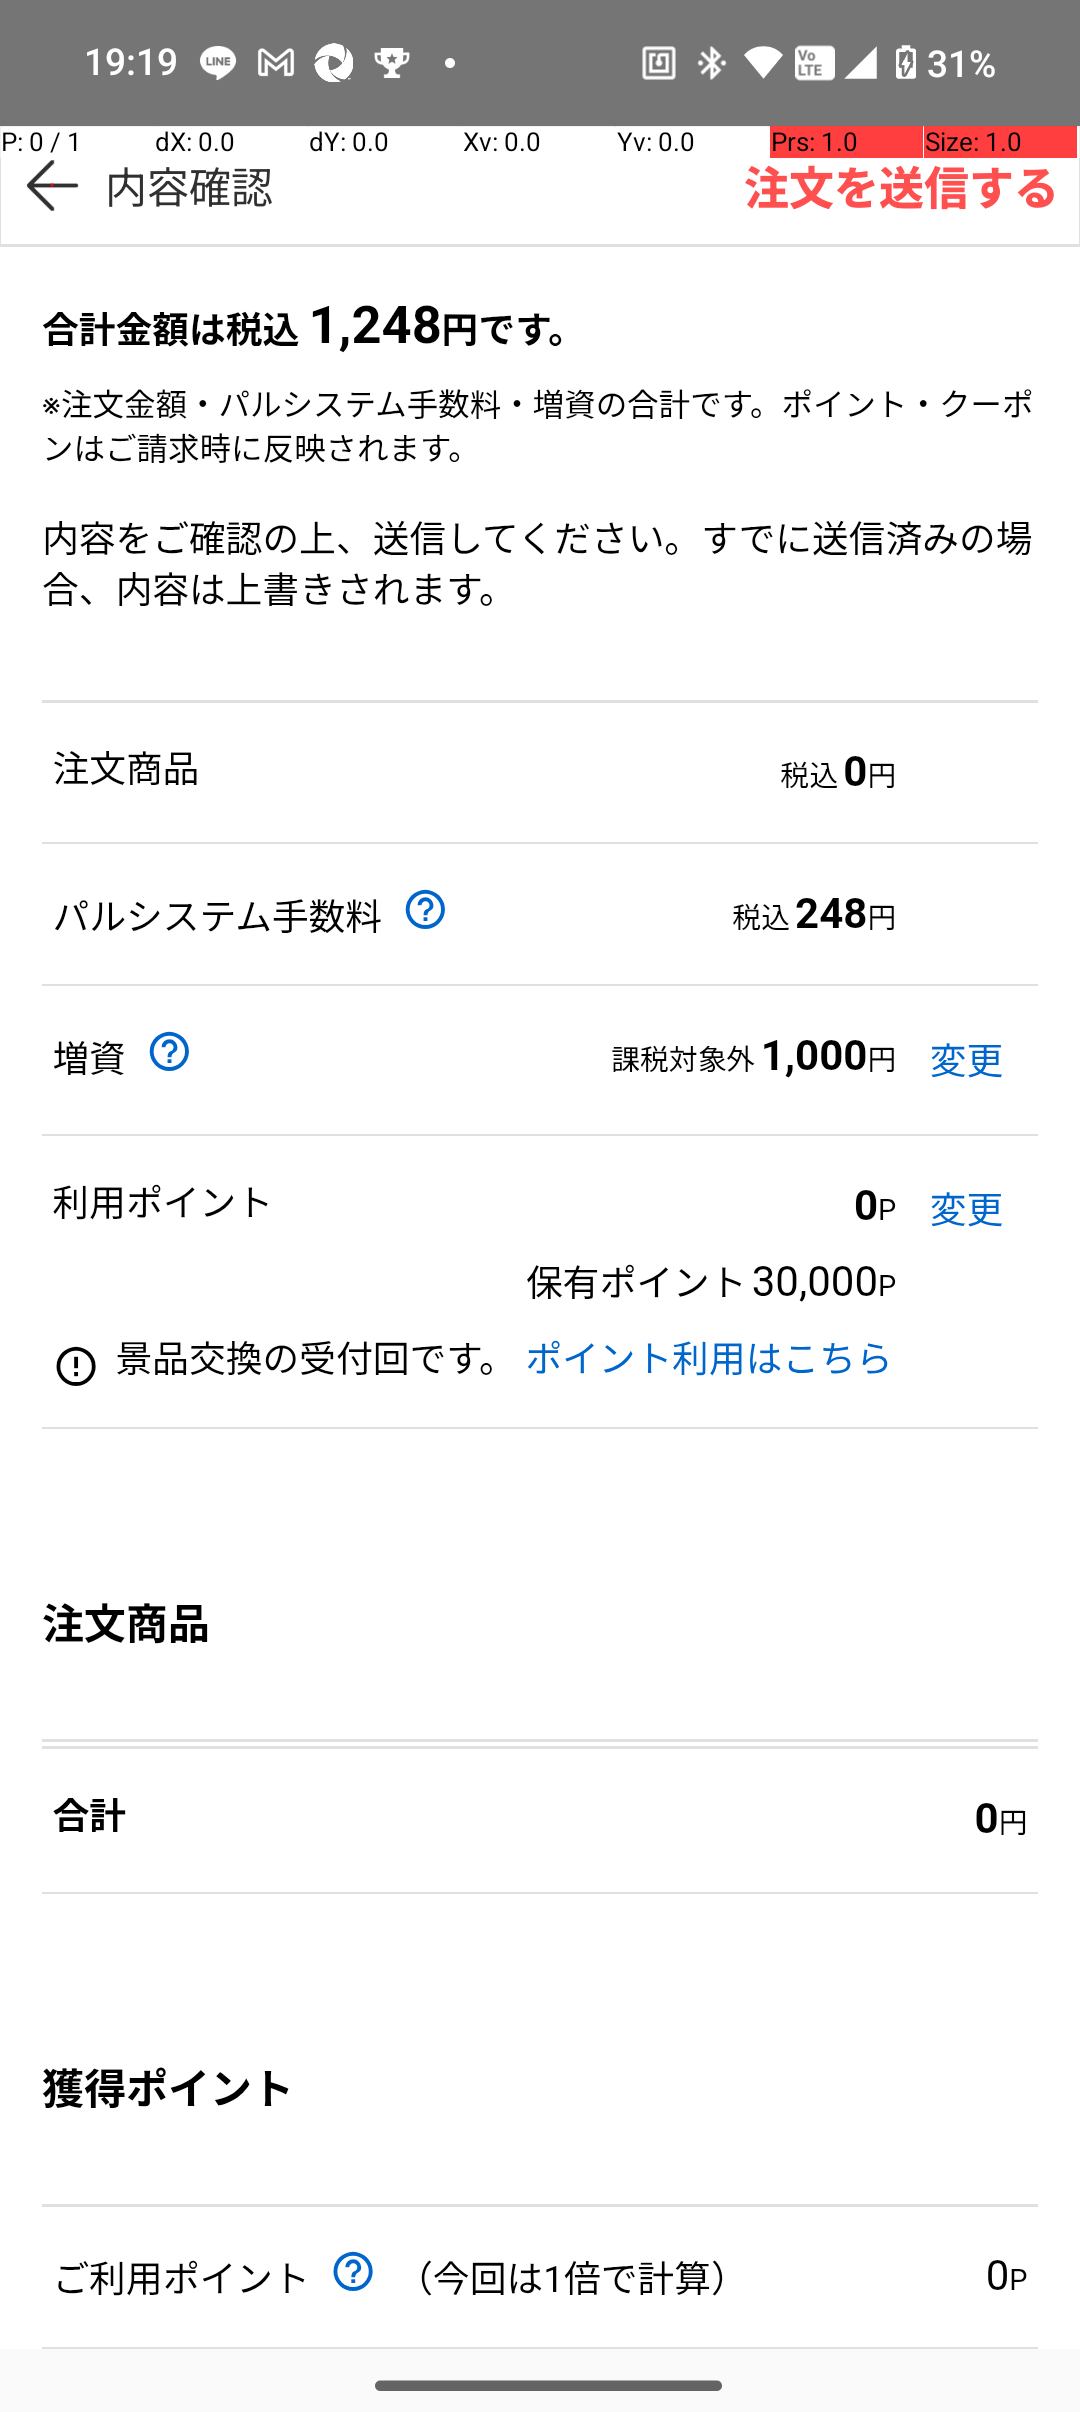 19:19 LINE Vo LTE 31%
P: 0 / 1 dX: 0.0 dY: 0.0 Xv: 0.0 Yv: 0.0 Prs: 1.0 Size: 1.0
内容確認 注文を送信する
合計金額は税込 1,248円です。
※注文金額・パルシステム手数料・増資の合計です。ポイント・クーポ
ンはご請求時に反映されます。
内容をご確認の上、送信してください。すでに送信済みの場
合、内容は上書きされます。
注文商品 税込 0円
パルシステム手数料 ? 税込 248円
増資 ? 課税対象外 1,000円 変更
利用ポイント 0P 変更
保有ポイント 30,000P
景品交換の受付回です。 ポイント利用はこちら
注文商品
合計 0円
獲得ポイント
ご利用ポイント ? （今回は1倍で計算） 0P